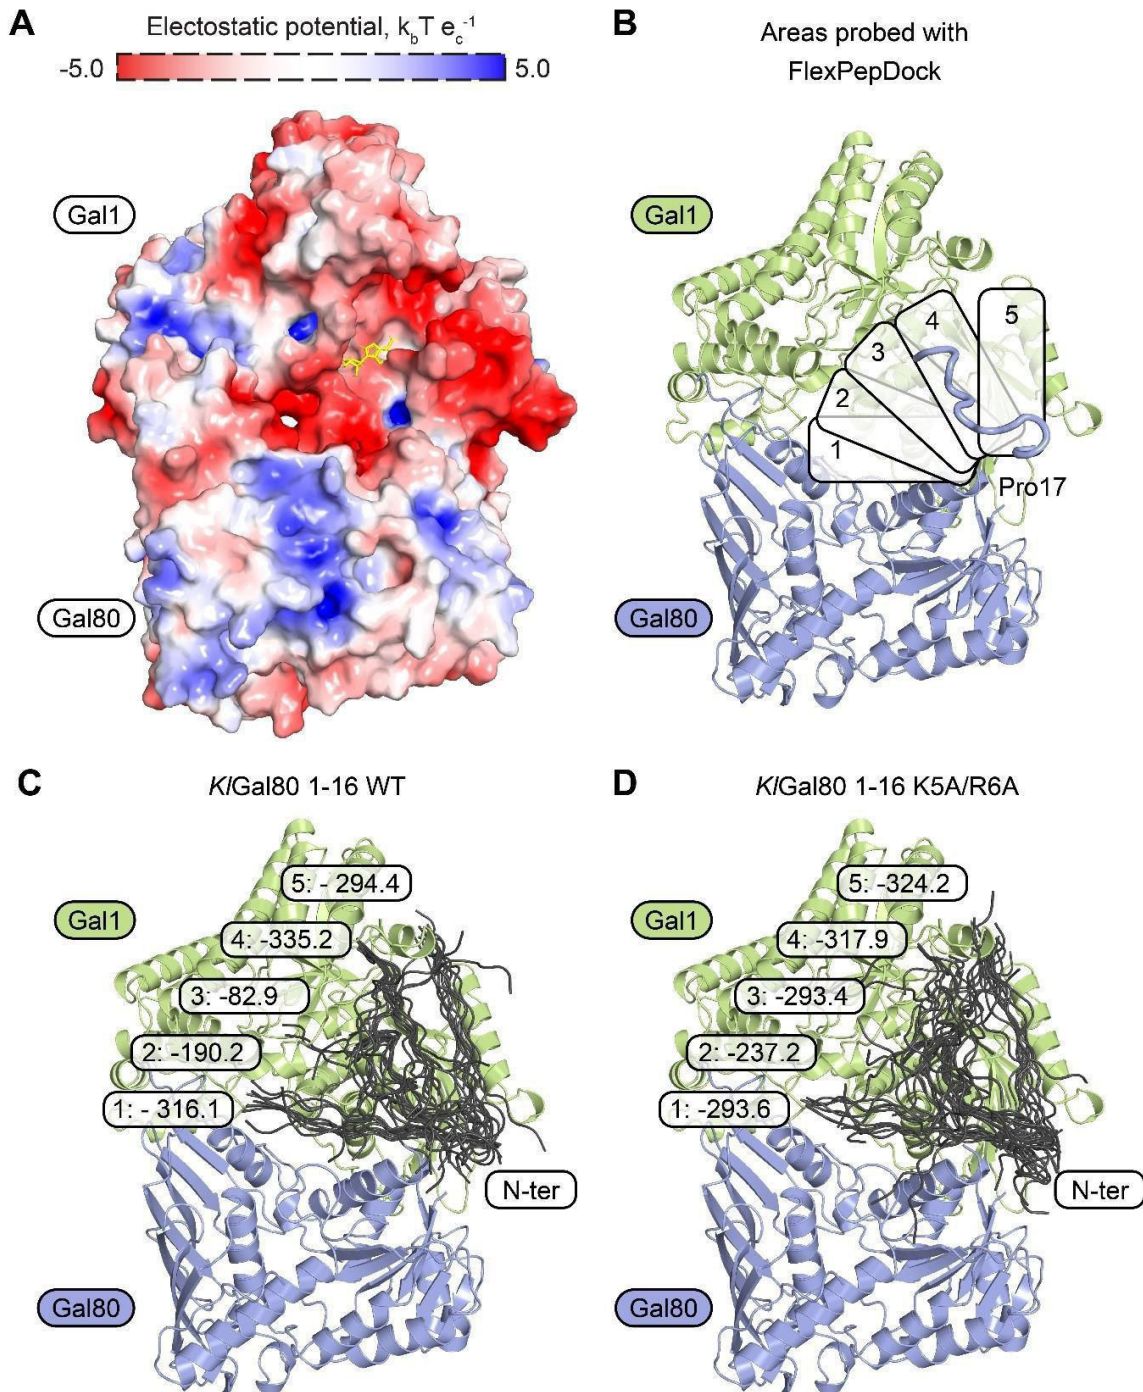 A
Electostatic potential, k_bT e_c^-1
-5.0
5.0
Gal1
Gal80
B
Areas probed with
FlexPepDock
Gal1
1
2
3
4
5
Pro17
Gal80
C
KlGal80 1-16 WT
5: - 294.4
Gal1
4: -335.2
3: -82.9
2: -190.2
1: - 316.1
N-ter
Gal80
D
KlGal80 1-16 K5A/R6A
5: -324.2
Gal1
4: -317.9
3: -293.4
2: -237.2
1: -293.6
N-ter
Gal80